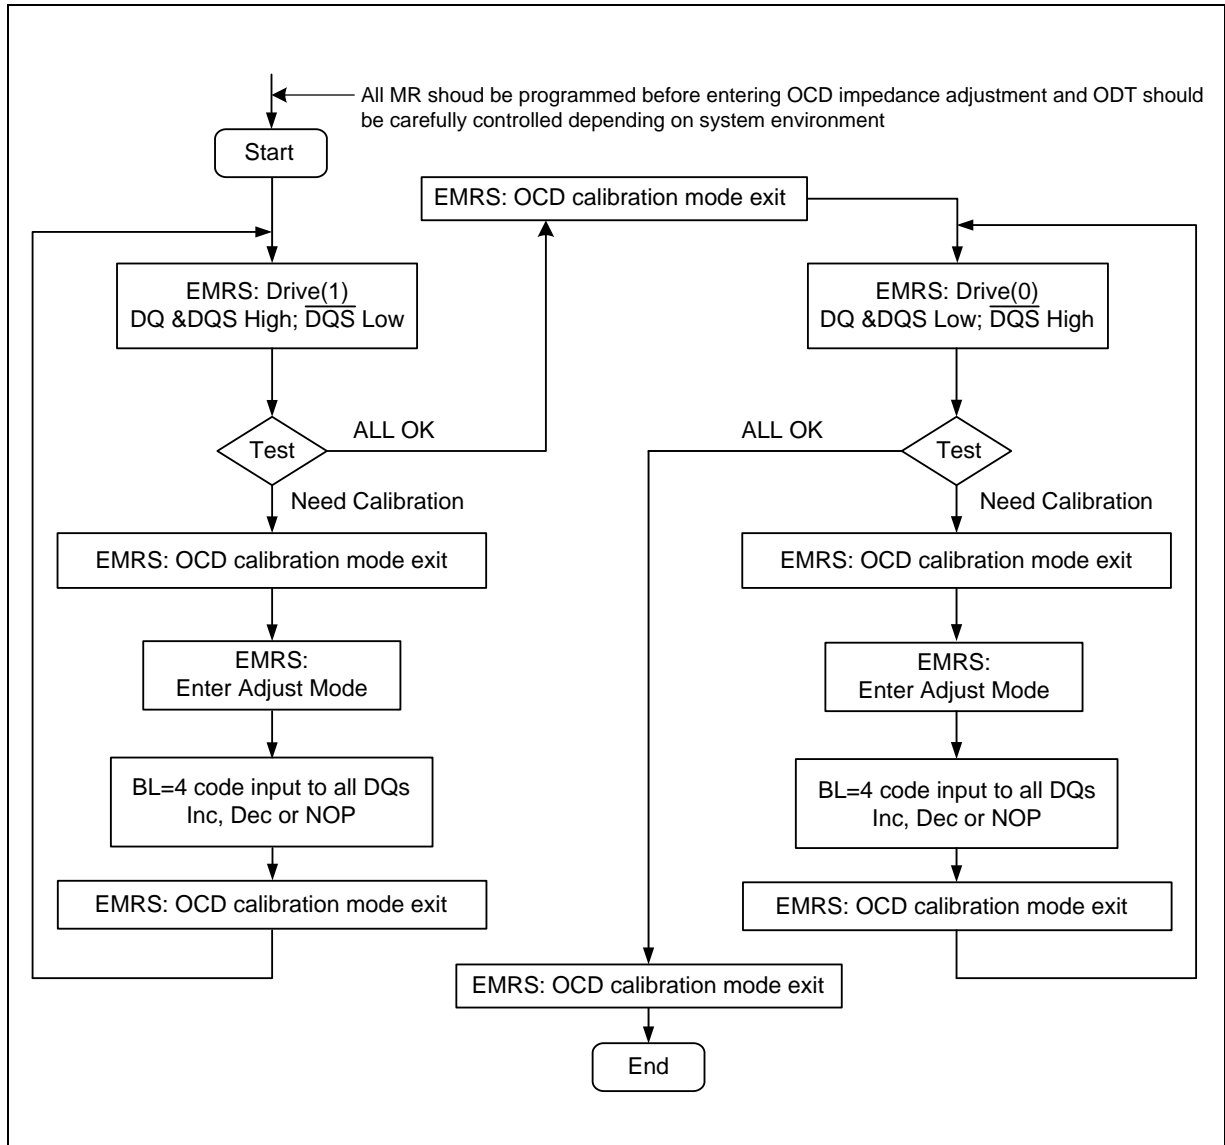 All MR shoud be programmed before entering OCD impedance adjustment and ODT should
be carefully controlled depending on system environment
Start
EMRS: OCD calibration mode exit
EMRS: Drive(1)
DQ &DQS High; D̅Q̅S̅ Low
EMRS: Drive(0)
DQ &DQS Low; D̅Q̅S̅ High
Test
ALL OK
ALL OK
Test
Need Calibration
Need Calibration
EMRS: OCD calibration mode exit
EMRS: OCD calibration mode exit
EMRS:
Enter Adjust Mode
EMRS:
Enter Adjust Mode
BL=4 code input to all DQs
Inc, Dec or NOP
BL=4 code input to all DQs
Inc, Dec or NOP
EMRS: OCD calibration mode exit
EMRS: OCD calibration mode exit
EMRS: OCD calibration mode exit
End